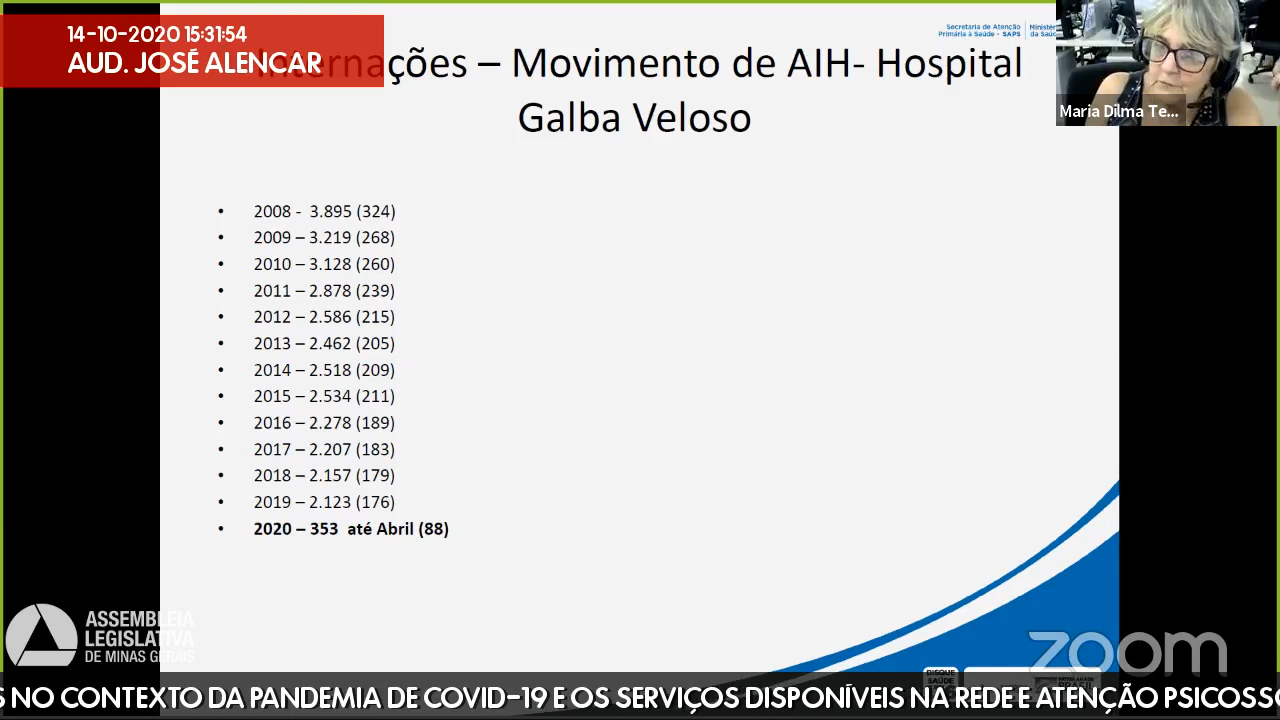 14-10-2020 15:31:54
AUD. JOSÉ ALENCAR
Secretaria de Atenção
Primária à Saúde - SAPS
Internações – Movimento de AIH- Hospital
Galba Veloso
Maria Dilma Te...
• 2008 - 3.895 (324)
• 2009 – 3.219 (268)
• 2010 – 3.128 (260)
• 2011 – 2.878 (239)
• 2012 – 2.586 (215)
• 2013 – 2.462 (205)
• 2014 – 2.518 (209)
• 2015 – 2.534 (211)
• 2016 – 2.278 (189)
• 2017 – 2.207 (183)
• 2018 – 2.157 (179)
• 2019 – 2.123 (176)
• 2020 – 353 até Abril (88)
ASSEMBLEIA
LEGISLATIVA
DE MINAS GERAIS
zoom
DISQUE
SAÚDE
S NO CONTEXTO DA PANDEMIA DE COVID-19 E OS SERVIÇOS DISPONÍVEIS NA REDE E ATENÇÃO PSICOSS